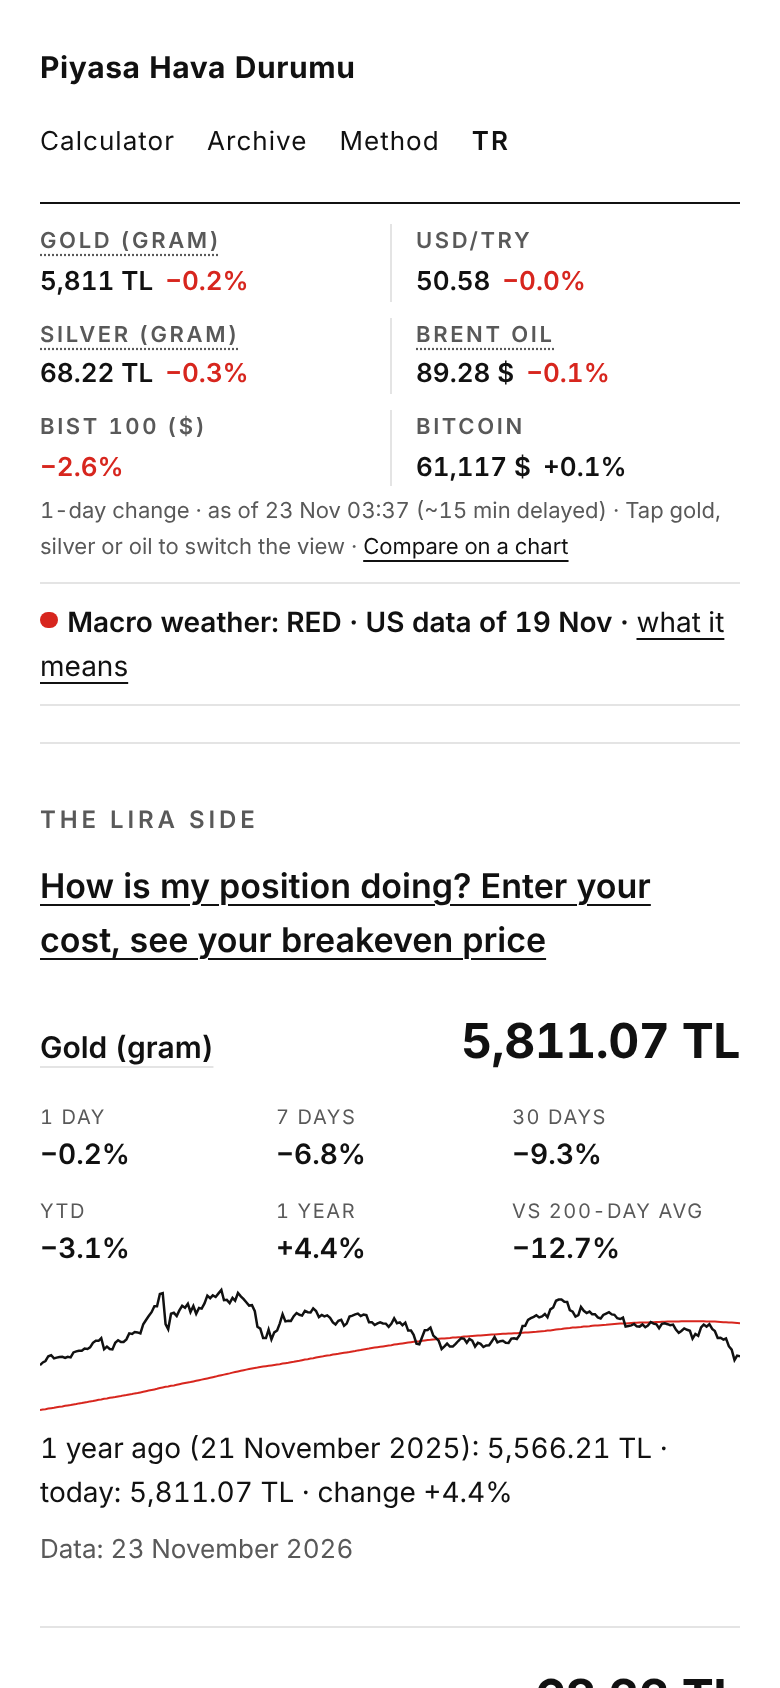 Piyasa Hava Durumu
Calculator Archive Method TR
GOLD (GRAM)
5,811 TL −0.2%
USD/TRY
50.58 −0.0%
SILVER (GRAM)
68.22 TL −0.3%
BRENT OIL
89.28 $ −0.1%
BIST 100 ($)
−2.6%
BITCOIN
61,117 $ +0.1%
1-day change · as of 23 Nov 03:37 (~15 min delayed) · Tap gold,
silver or oil to switch the view · Compare on a chart
Macro weather: RED · US data of 19 Nov · what it
means
THE LIRA SIDE
How is my position doing? Enter your
cost, see your breakeven price
Gold (gram) 5,811.07 TL
1 DAY 7 DAYS 30 DAYS
−0.2% −6.8% −9.3%
YTD 1 YEAR VS 200-DAY AVG
−3.1% +4.4% −12.7%
1 year ago (21 November 2025): 5,566.21 TL ·
today: 5,811.07 TL · change +4.4%
Data: 23 November 2026